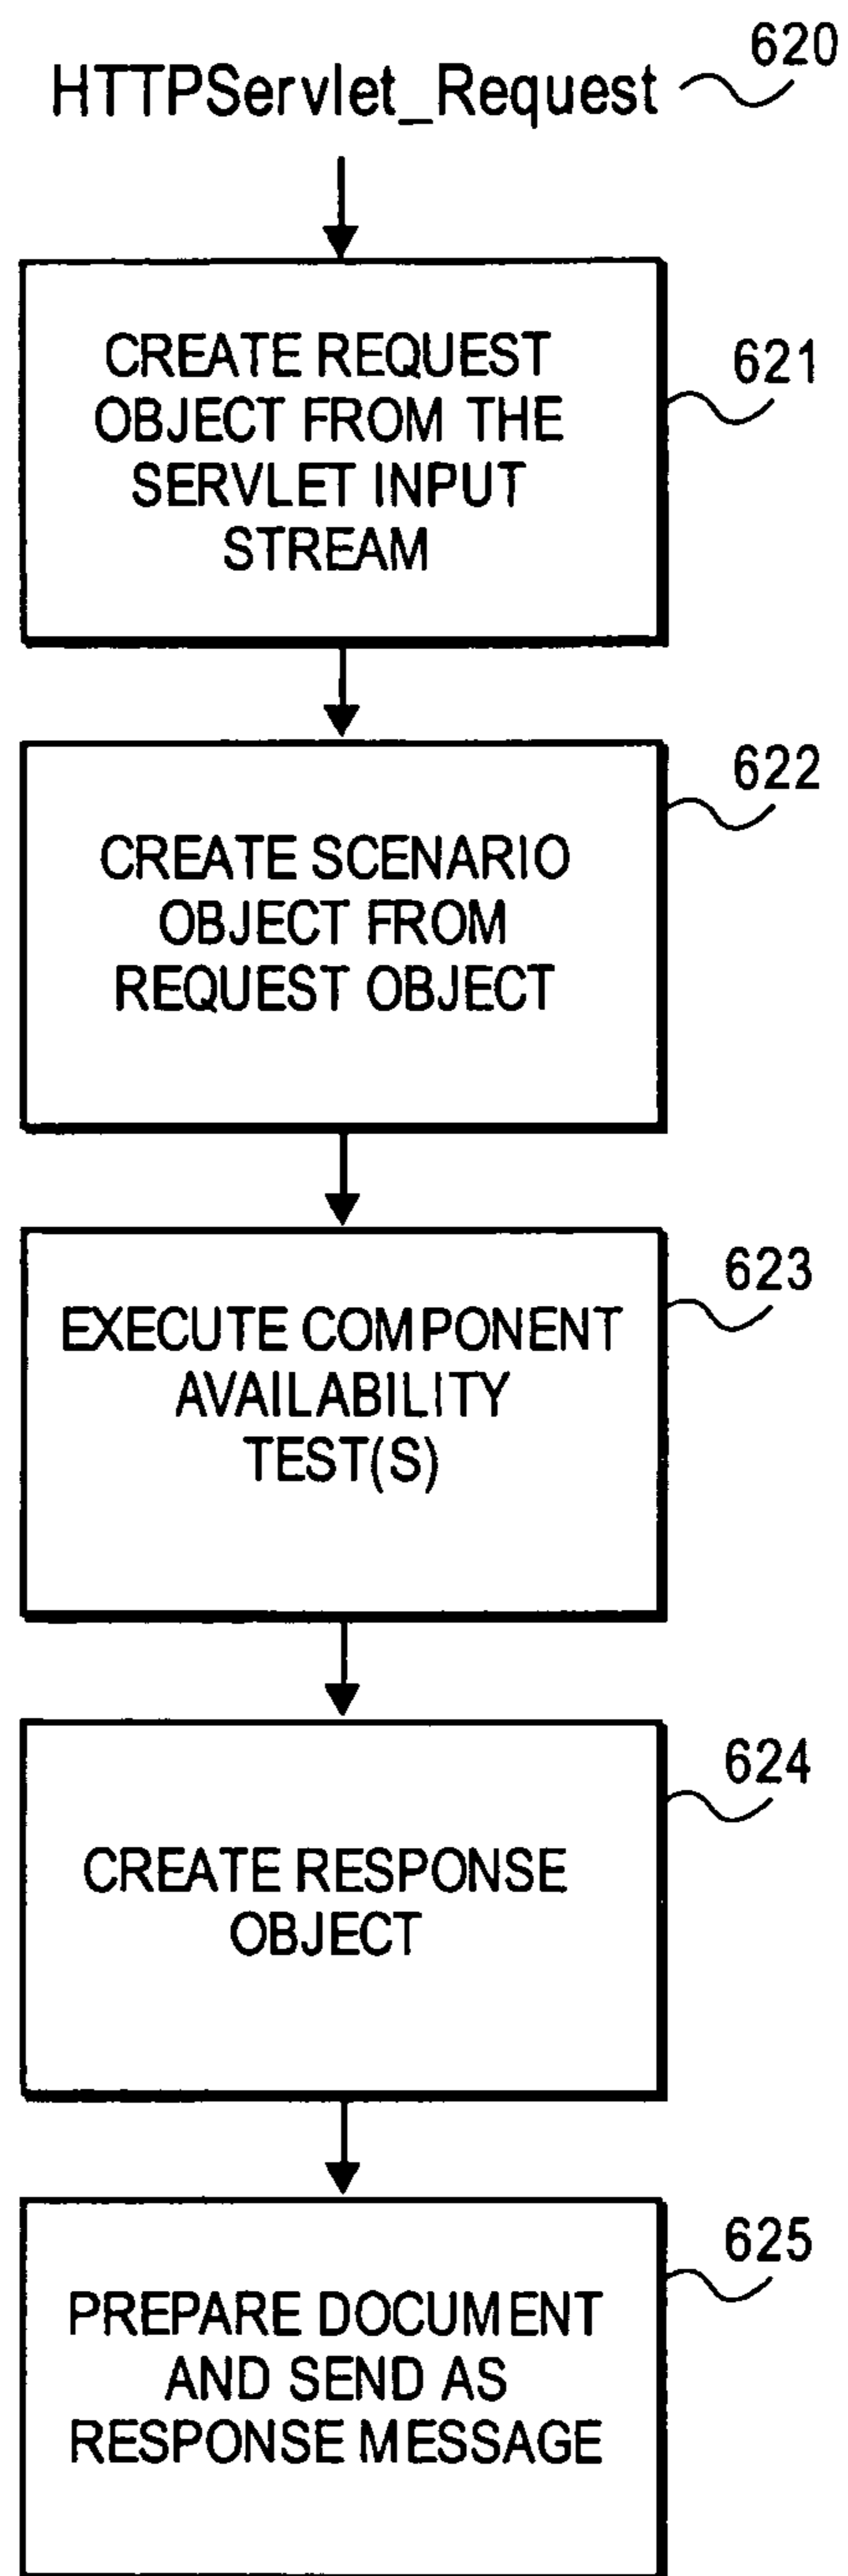 620
HTTPServlet_Request
CREATE REQUEST
OBJECT FROM THE
SERVLET INPUT
STREAM
621
CREATE SCENARIO
OBJECT FROM
REQUEST OBJECT
622
EXECUTE COMPONENT
AVAILABILITY
TEST(S)
623
CREATE RESPONSE
OBJECT
624
PREPARE DOCUMENT
AND SEND AS
RESPONSE MESSAGE
625